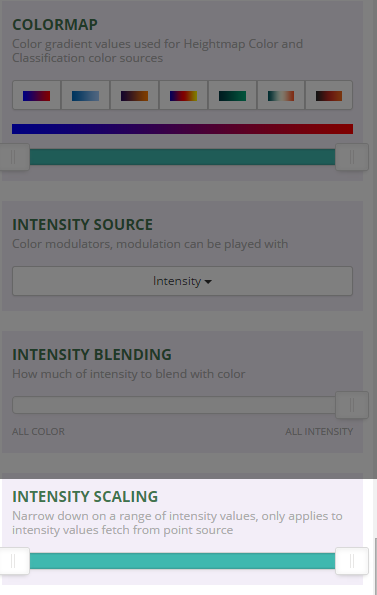 COLORMAP
Color gradient values used for Heightmap Color and
Classification color sources
INTENSITY SOURCE
Color modulators, modulation can be played with
Intensity
INTENSITY BLENDING
How much of intensity to blend with color
ALL COLOR
ALL INTENSITY
INTENSITY SCALING
Narrow down on a range of intensity values, only applies to
intensity values fetch from point source